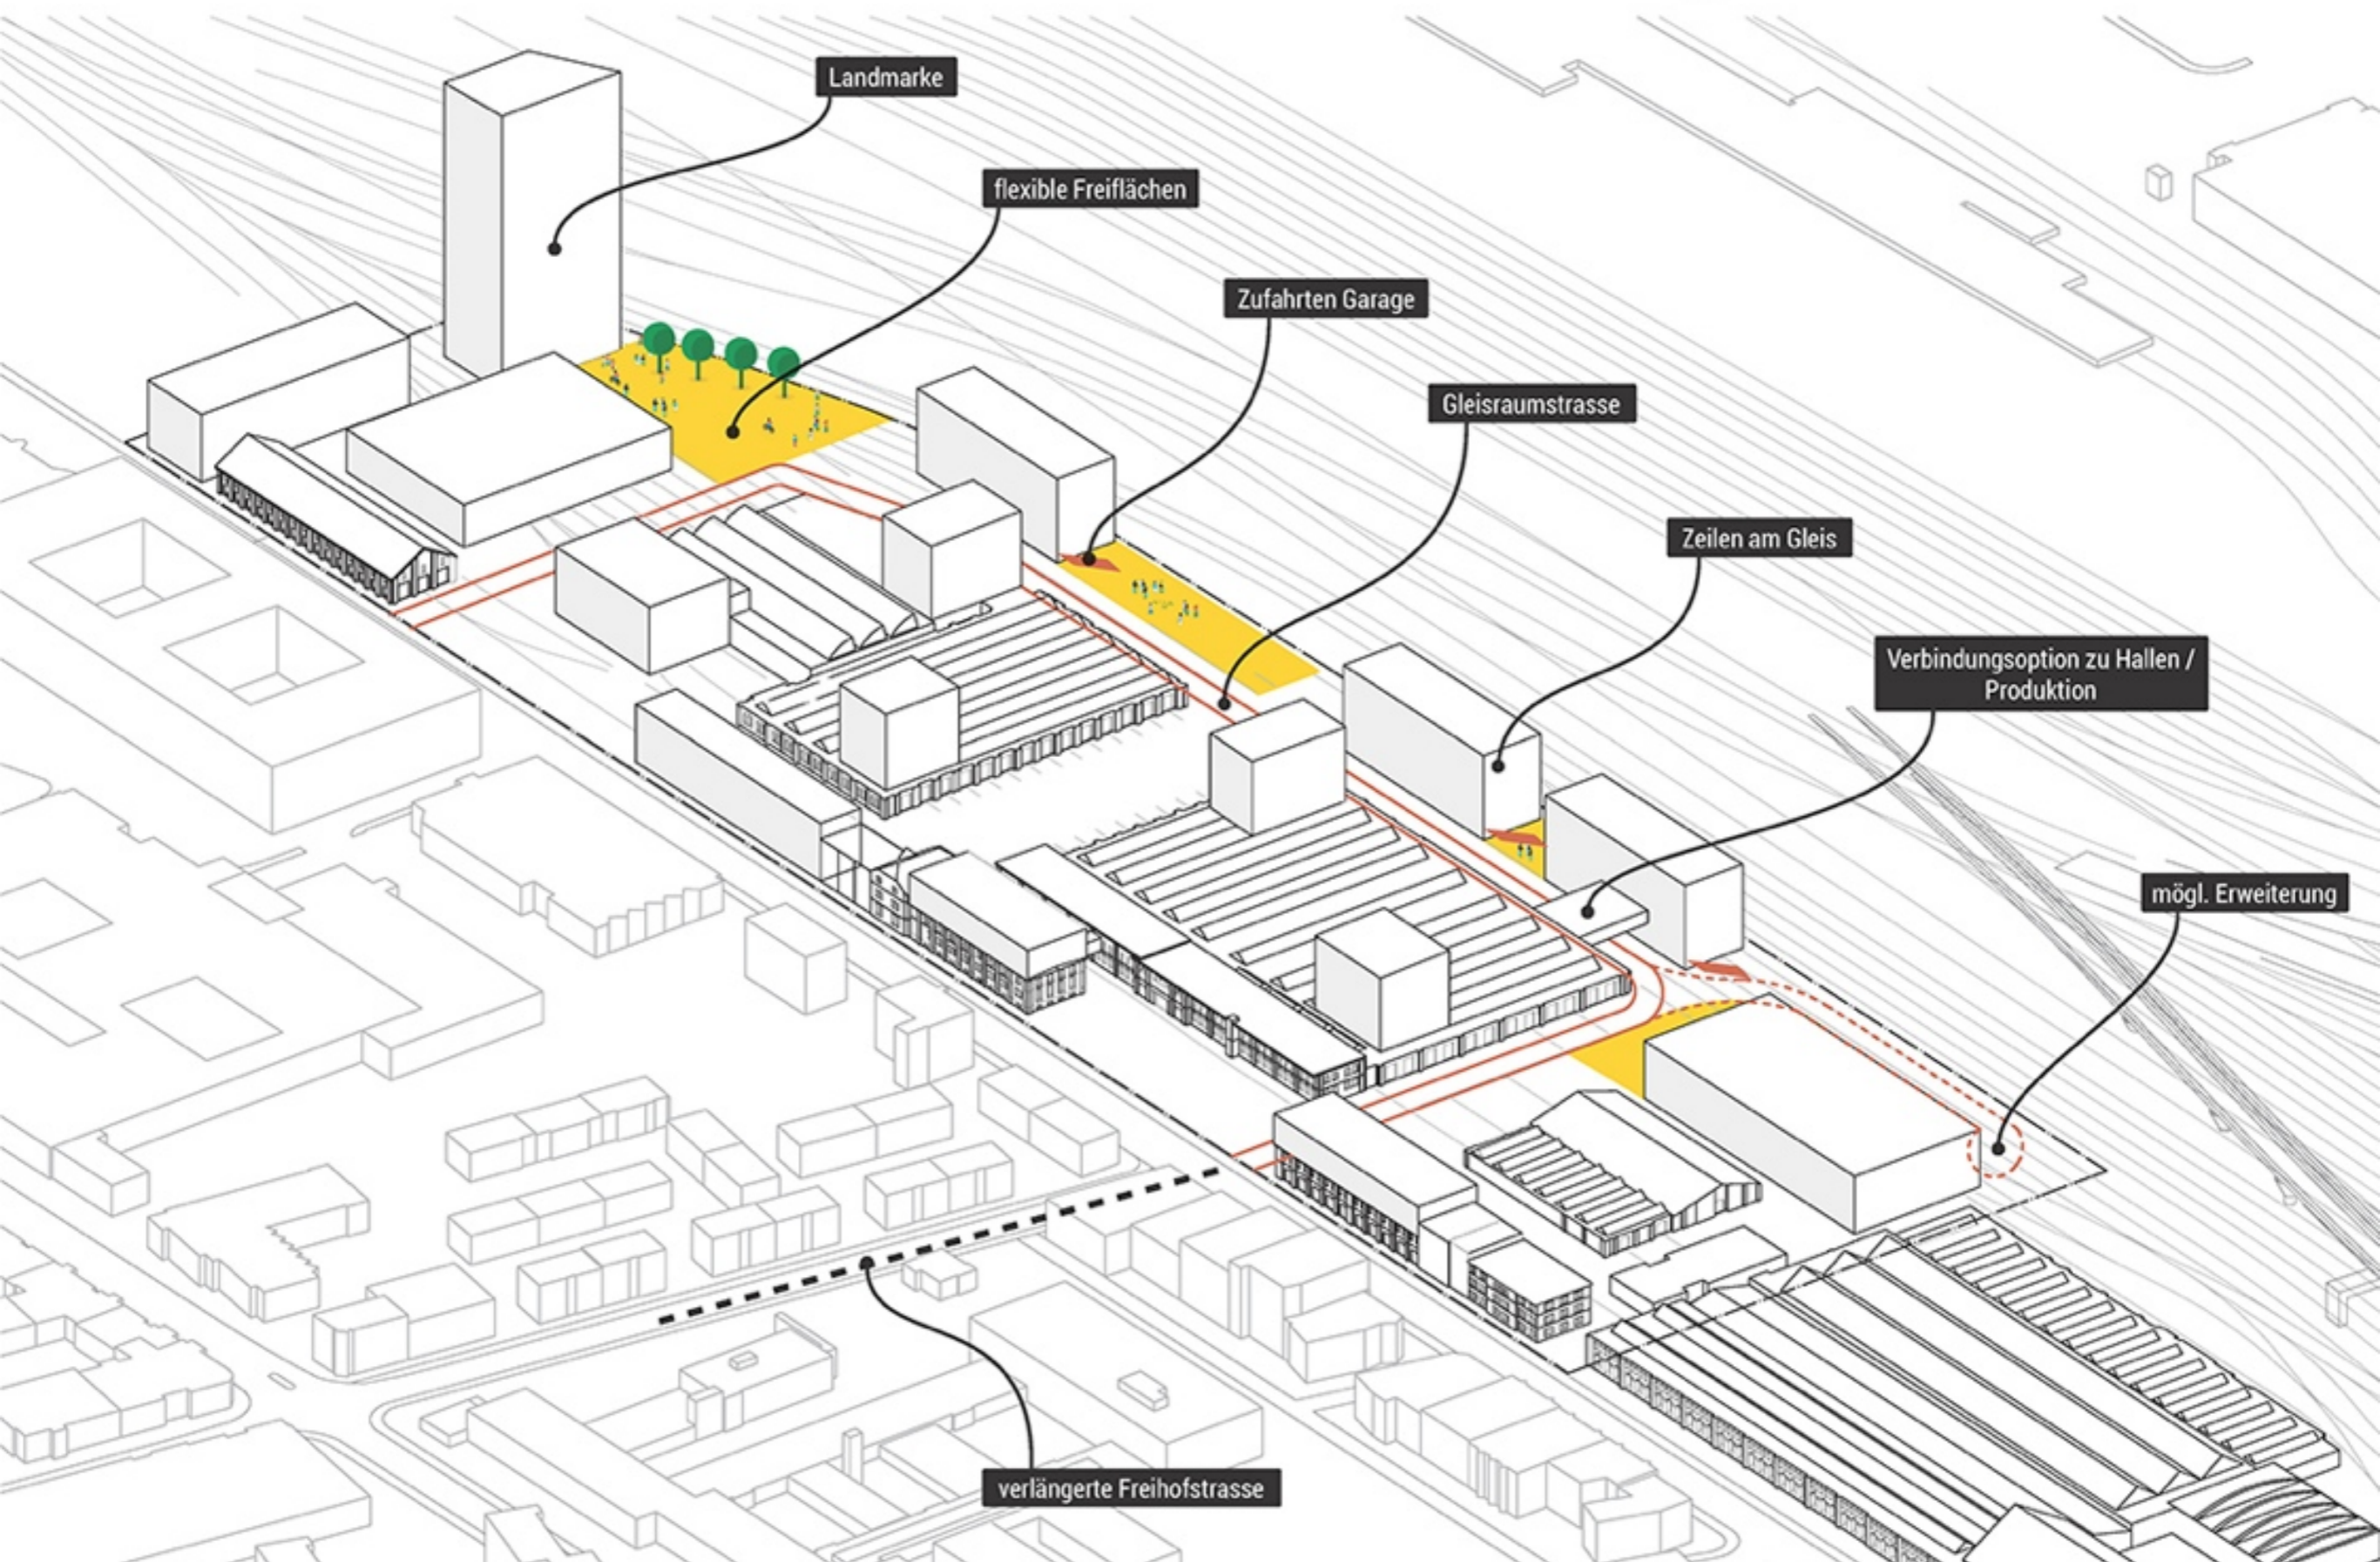 Landmarke
flexible Freiflächen
Zufahrten Garage
Gleisraumstrasse
Zeilen am Gleis
Verbindungsoption zu Hallen /
Produktion
mögl. Erweiterung
verlängerte Freihofstrasse